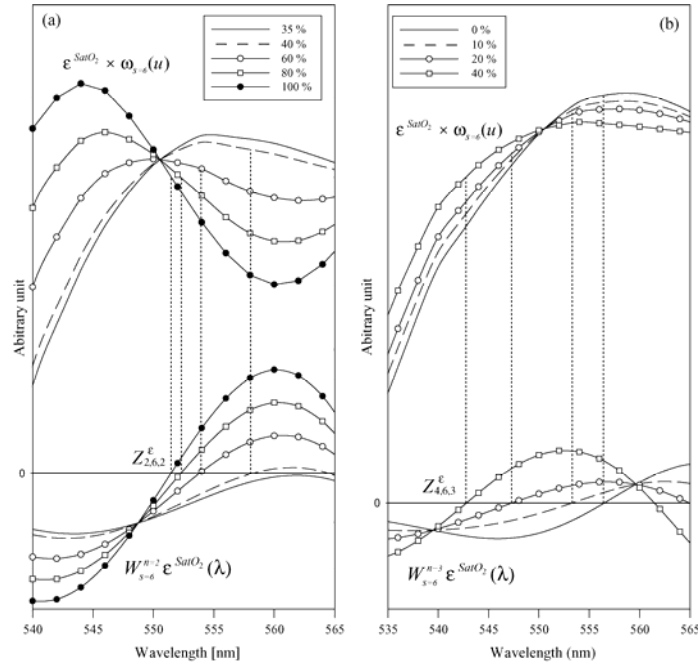 (a)
35 %
40 %
60 %
80 %
100 %
ε^SatO₂ × ω_s=6(u)
Abitrary unit
0
Z^ε_2,6,2
W^n=2_s=6 ε^SatO₂(λ)
540 545 550 555 560 565
Wavelength [nm]
(b)
0 %
10 %
20 %
40 %
ε^SatO₂ × ω_s=6(u)
Abitrary unit
0
Z^ε_4,6,3
W^n=3_s=6 ε^SatO₂(λ)
535 540 545 550 555 560 565
Wavelength (nm)